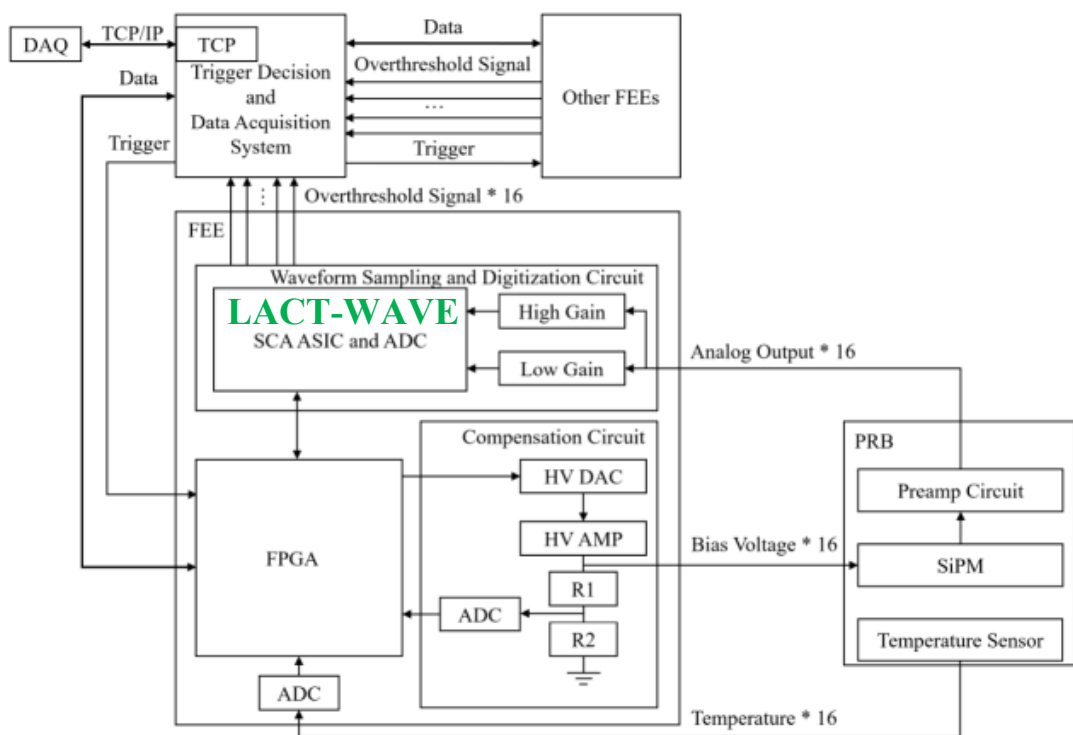 DAQ
TCP/IP
TCP
Trigger Decision
and
Data Acquisition
System
Data
Trigger
Data
Overthreshold Signal
...
Trigger
Other FEEs
Overthreshold Signal * 16
...
FEE
Waveform Sampling and Digitization Circuit
LACT-WAVE
SCA ASIC and ADC
High Gain
Low Gain
Analog Output * 16
Compensation Circuit
HV DAC
HV AMP
R1
R2
ADC
FPGA
ADC
Bias Voltage * 16
PRB
Preamp Circuit
SiPM
Temperature Sensor
Temperature * 16